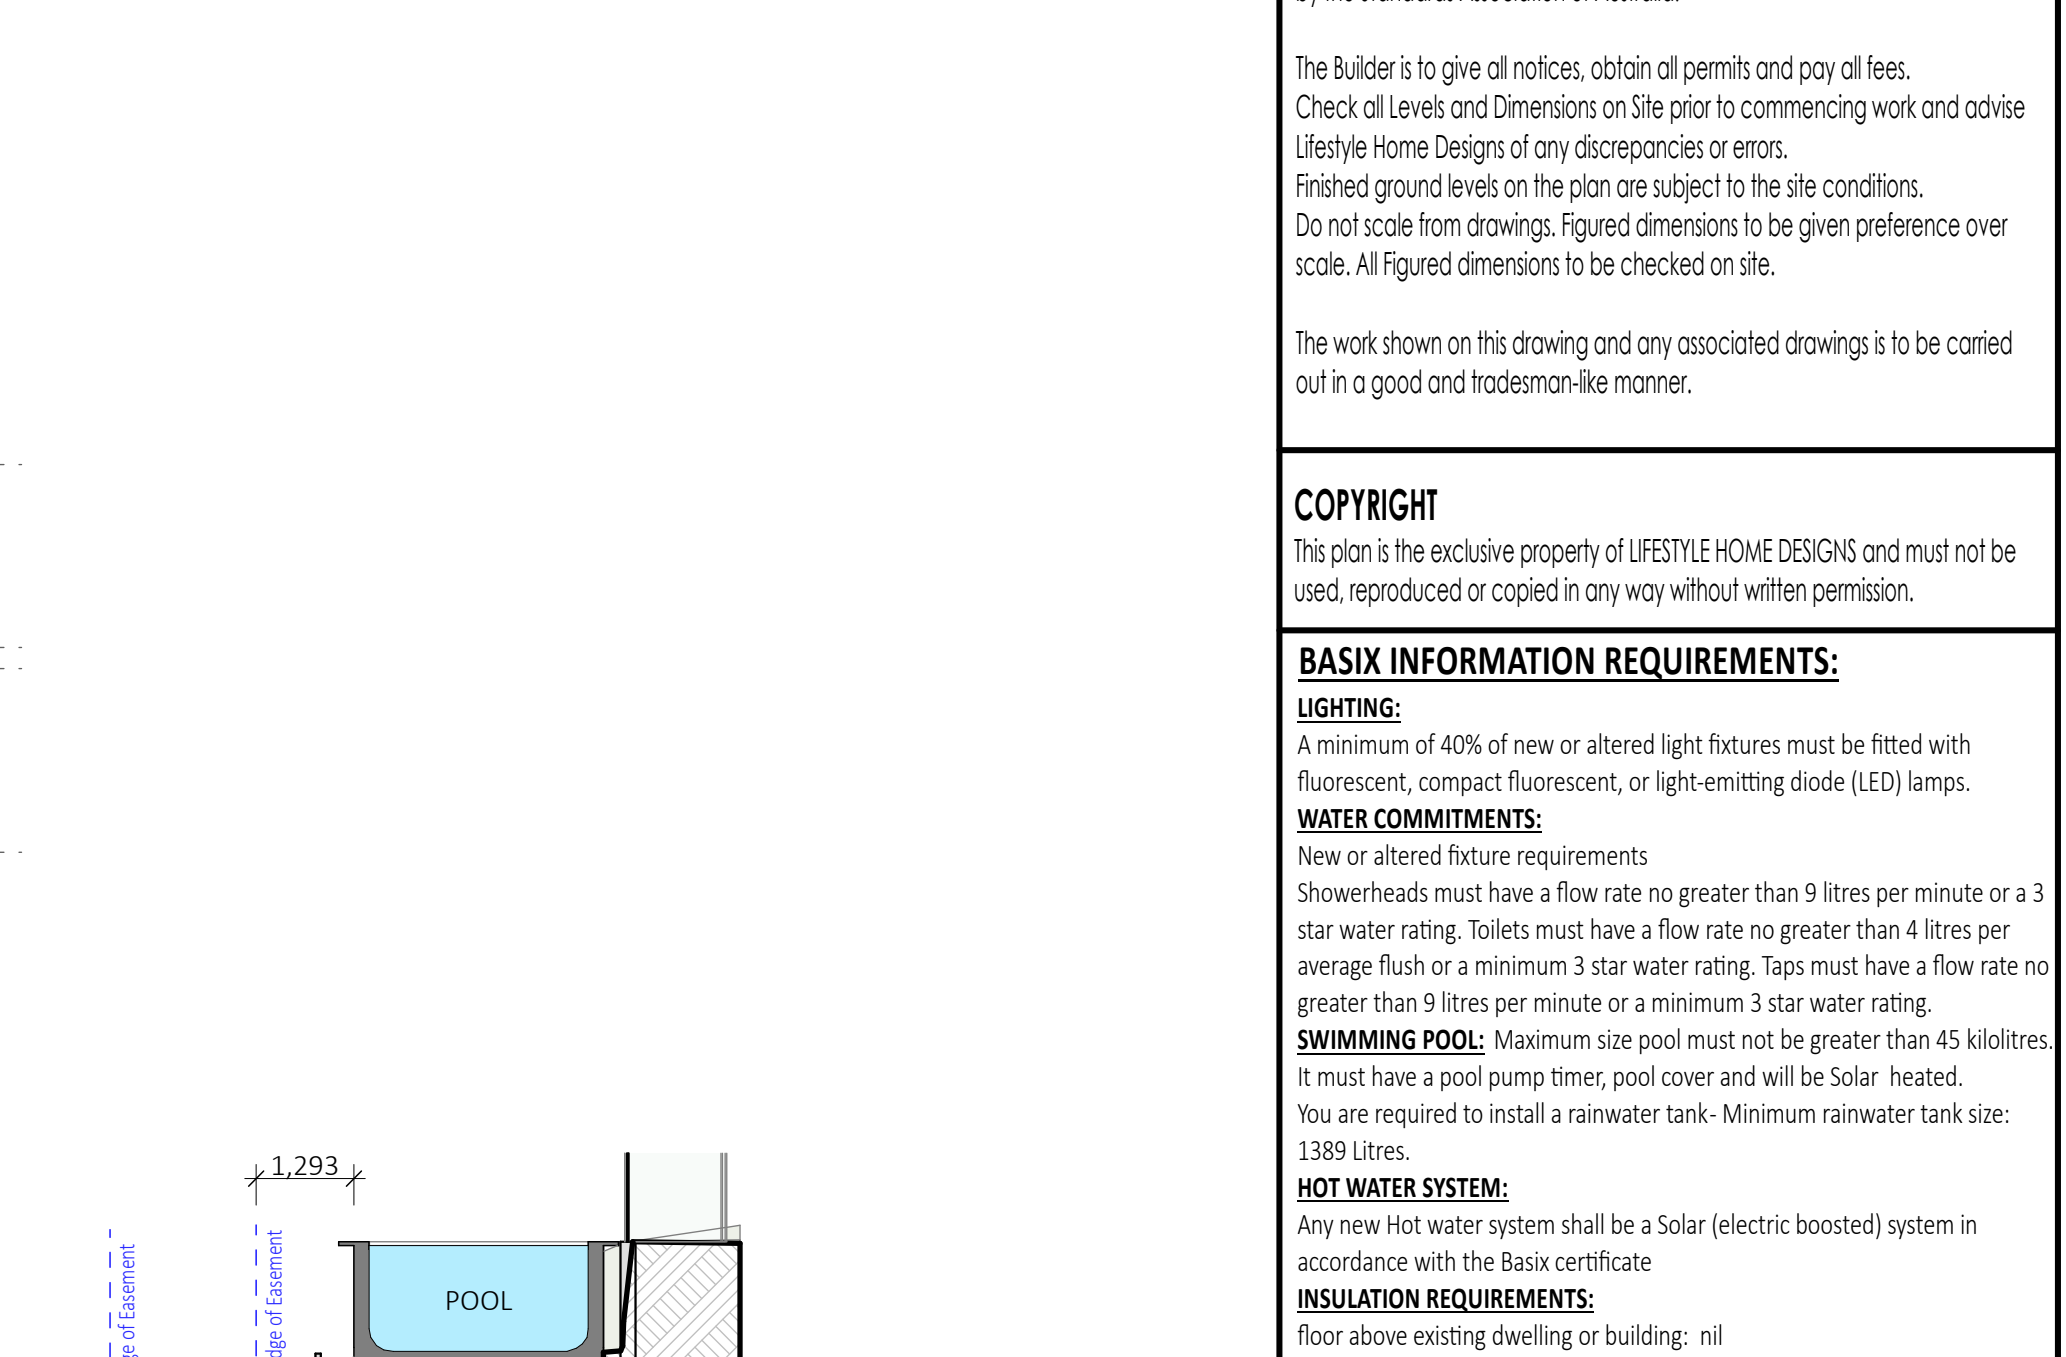 The Builder is to give all notices, obtain all permits and pay all fees.
Check all Levels and Dimensions on Site prior to commencing work and advise
Lifestyle Home Designs of any discrepancies or errors.
Finished ground levels on the plan are subject to the site conditions.
Do not scale from drawings. Figured dimensions to be given preference over
scale. All Figured dimensions to be checked on site.
The work shown on this drawing and any associated drawings is to be carried
out in a good and tradesman-like manner.
COPYRIGHT
This plan is the exclusive property of LIFESTYLE HOME DESIGNS and must not be
used, reproduced or copied in any way without written permission.
BASIX INFORMATION REQUIREMENTS:
LIGHTING:
A minimum of 40% of new or altered light fixtures must be fitted with
fluorescent, compact fluorescent, or light-emitting diode (LED) lamps.
WATER COMMITMENTS:
New or altered fixture requirements
Showerheads must have a flow rate no greater than 9 litres per minute or a 3
star water rating. Toilets must have a flow rate no greater than 4 litres per
average flush or a minimum 3 star water rating. Taps must have a flow rate no
greater than 9 litres per minute or a minimum 3 star water rating.
SWIMMING POOL: Maximum size pool must not be greater than 45 kilolitres.
It must have a pool pump timer, pool cover and will be Solar heated.
You are required to install a rainwater tank- Minimum rainwater tank size:
1389 Litres.
HOT WATER SYSTEM:
Any new Hot water system shall be a Solar (electric boosted) system in
accordance with the Basix certificate
INSULATION REQUIREMENTS:
floor above existing dwelling or building: nil
1,293
of Easement
of Easement
POOL